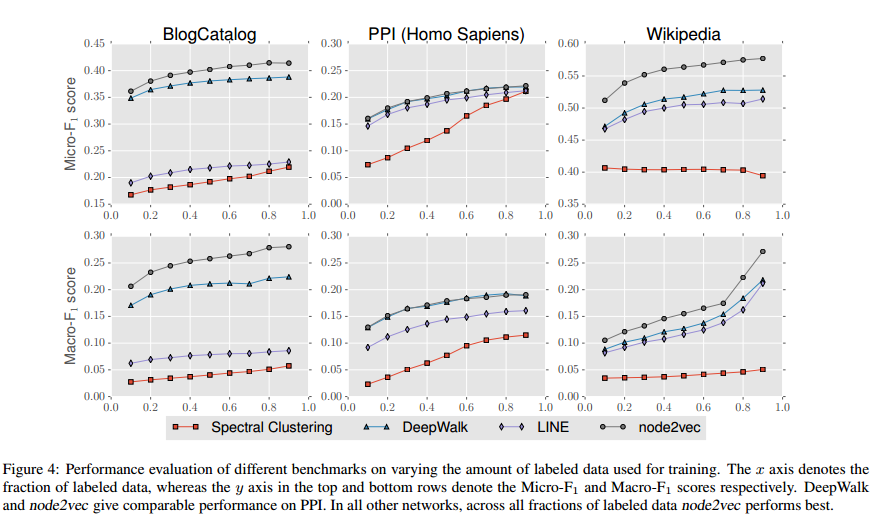 BlogCatalog
PPI (Homo Sapiens)
Wikipedia
Micro-F1 score
0.45
0.40
0.35
0.30
0.25
0.20
0.15
0.0 0.2 0.4 0.6 0.8 1.0
0.30
0.25
0.20
0.15
0.10
0.05
0.00
0.0 0.2 0.4 0.6 0.8 1.0
0.60
0.55
0.50
0.45
0.40
0.35
0.0 0.2 0.4 0.6 0.8 1.0
Macro-F1 score
0.30
0.25
0.20
0.15
0.10
0.05
0.00
0.0 0.2 0.4 0.6 0.8 1.0
0.30
0.25
0.20
0.15
0.10
0.05
0.00
0.0 0.2 0.4 0.6 0.8 1.0
0.30
0.25
0.20
0.15
0.10
0.05
0.00
0.0 0.2 0.4 0.6 0.8 1.0
Spectral Clustering DeepWalk LINE node2vec
Figure 4: Performance evaluation of different benchmarks on varying the amount of labeled data used for training. The x axis denotes the
fraction of labeled data, whereas the y axis in the top and bottom rows denote the Micro-F1 and Macro-F1 scores respectively. DeepWalk
and node2vec give comparable performance on PPI. In all other networks, across all fractions of labeled data node2vec performs best.